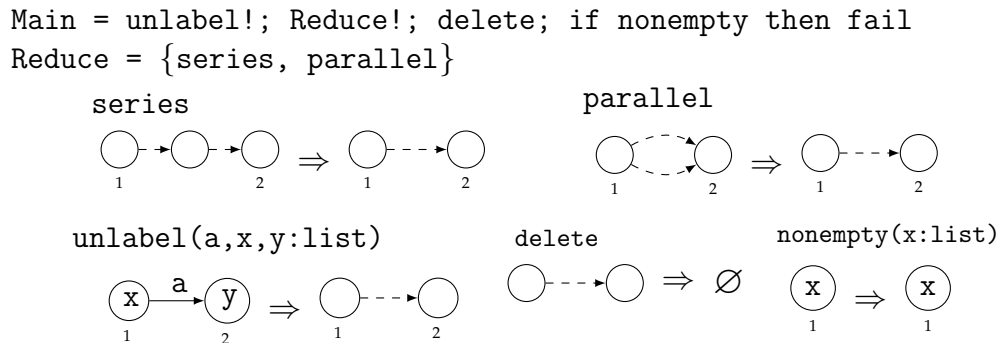 Main = unlabel!; Reduce!; delete; if nonempty then fail
Reduce = {series, parallel}
series parallel
⇒ ⇒
1 2 1 2 1 2 1 2
unlabel(a,x,y:list) delete nonempty(x:list)
x a y ⇒ ⇒ ∅ x ⇒ x
1 2 1 2 1 1